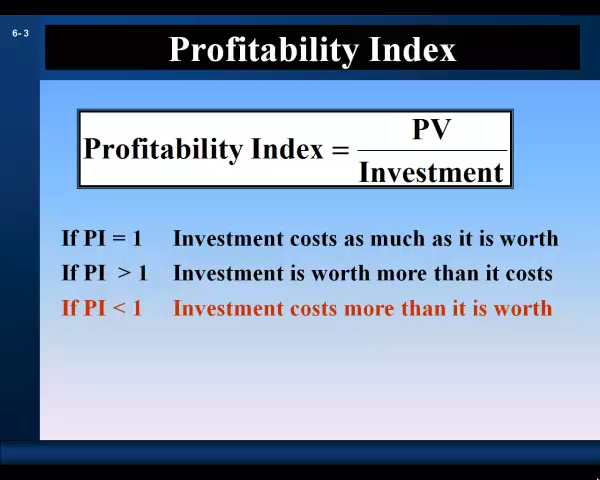 6- 3
Profitability Index
Profitability Index = PV / Investment
If PI = 1 Investment costs as much as it is worth
If PI > 1 Investment is worth more than it costs
If PI < 1 Investment costs more than it is worth